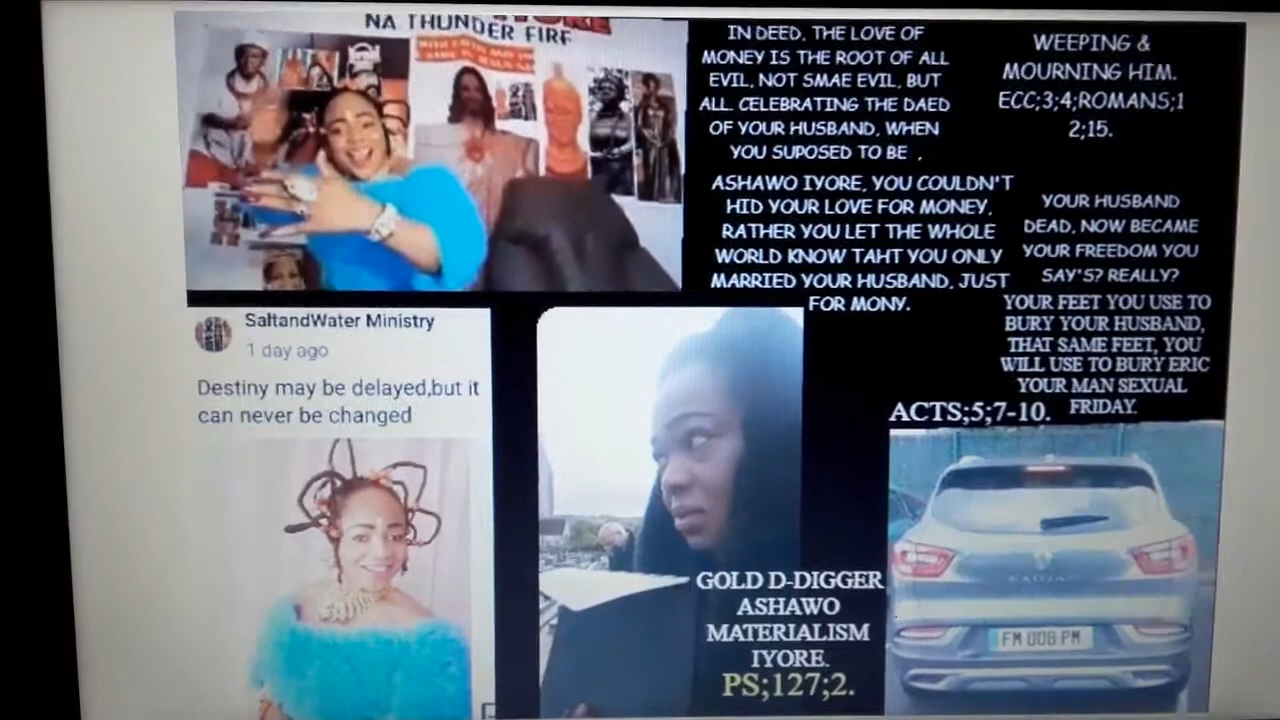 NA THUNDER FIRE
IN DEED, THE LOVE OF
MONEY IS THE ROOT OF ALL
EVIL, NOT SMAE EVIL, BUT
ALL. CELEBRATING THE DAED
OF YOUR HUSBAND, WHEN
YOU SUPOSED TO BE ,
WEEPING &
MOURNING HIM.
ECC;3;4;ROMANS;1
2;15.
ASHAWO IYORE, YOU COULDN'T
HID YOUR LOVE FOR MONEY,
RATHER YOU LET THE WHOLE
WORLD KNOW TAHT YOU ONLY
MARRIED YOUR HUSBAND, JUST
FOR MONY.
YOUR HUSBAND
DEAD, NOW BECAME
YOUR FREEDOM YOU
SAY'S? REALLY?
YOUR FEET YOU USE TO
BURY YOUR HUSBAND,
THAT SAME FEET, YOU
WILL USE TO BURY ERIC
YOUR MAN SEXUAL
FRIDAY.
ACTS;5;7-10.
SaltandWater Ministry
1 day ago
Destiny may be delayed,but it
can never be changed
GOLD D-DIGGER
ASHAWO
MATERIALISM
IYORE.
PS;127;2.
KADJAR
FM 008 PM